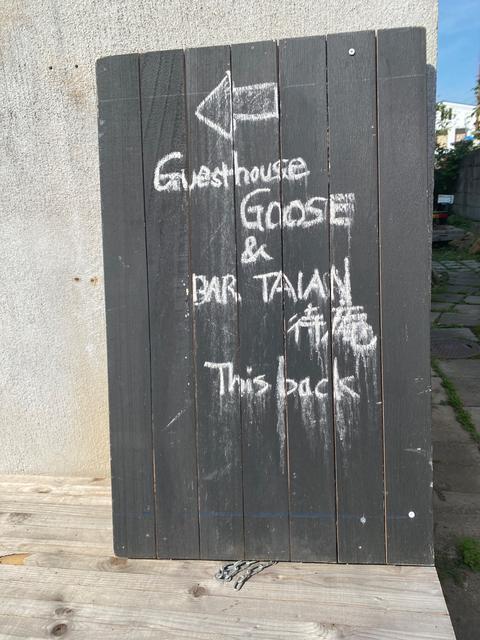 Guesthouse
GOOSE
&
BAR TAIAN
待庵
This back